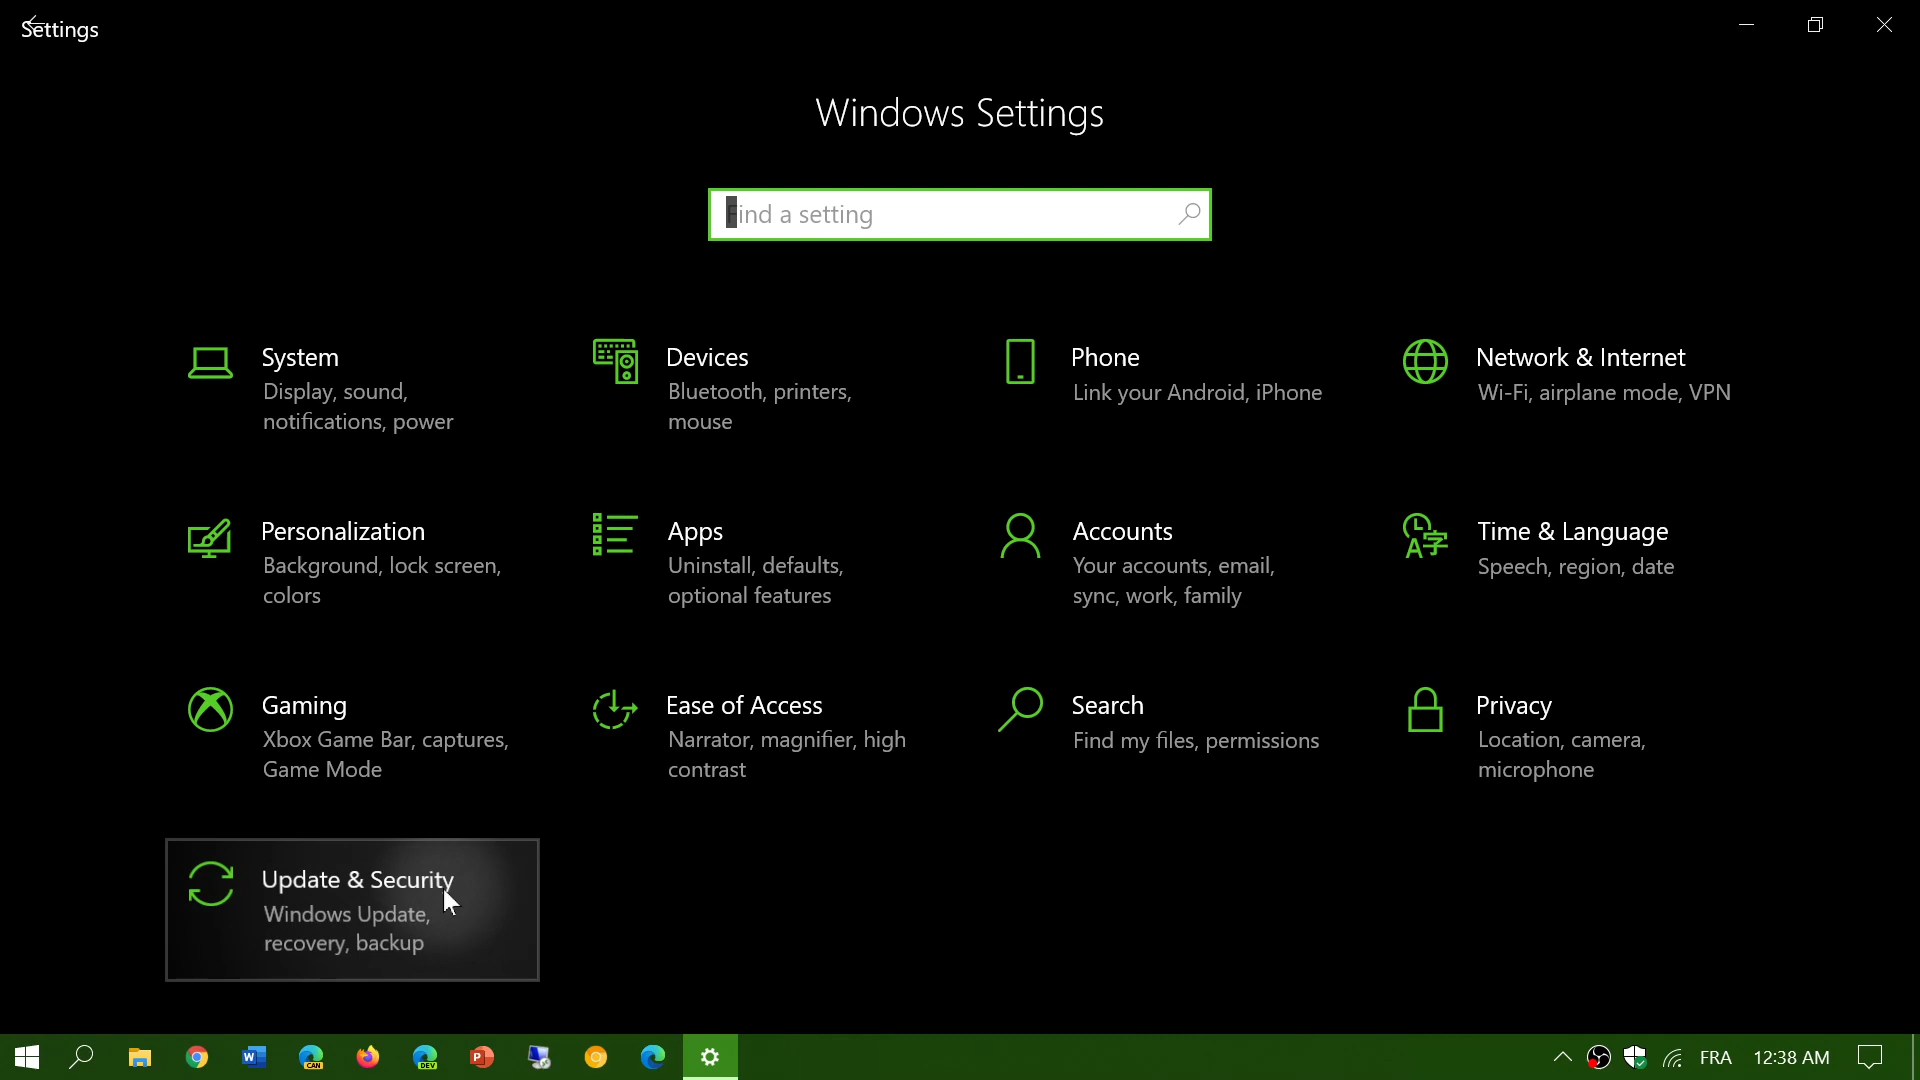 Settings
Windows Settings
Find a setting
System
Display, sound,
notifications, power
Devices
Bluetooth, printers,
mouse
Phone
Link your Android, iPhone
Network & Internet
Wi-Fi, airplane mode, VPN
Personalization
Background, lock screen,
colors
Apps
Uninstall, defaults,
optional features
Accounts
Your accounts, email,
sync, work, family
Time & Language
Speech, region, date
Gaming
Xbox Game Bar, captures,
Game Mode
Ease of Access
Narrator, magnifier, high
contrast
Search
Find my files, permissions
Privacy
Location, camera,
microphone
Update & Security
Windows Update,
recovery, backup
W
CAN
DEV
P
FRA
12:38 AM